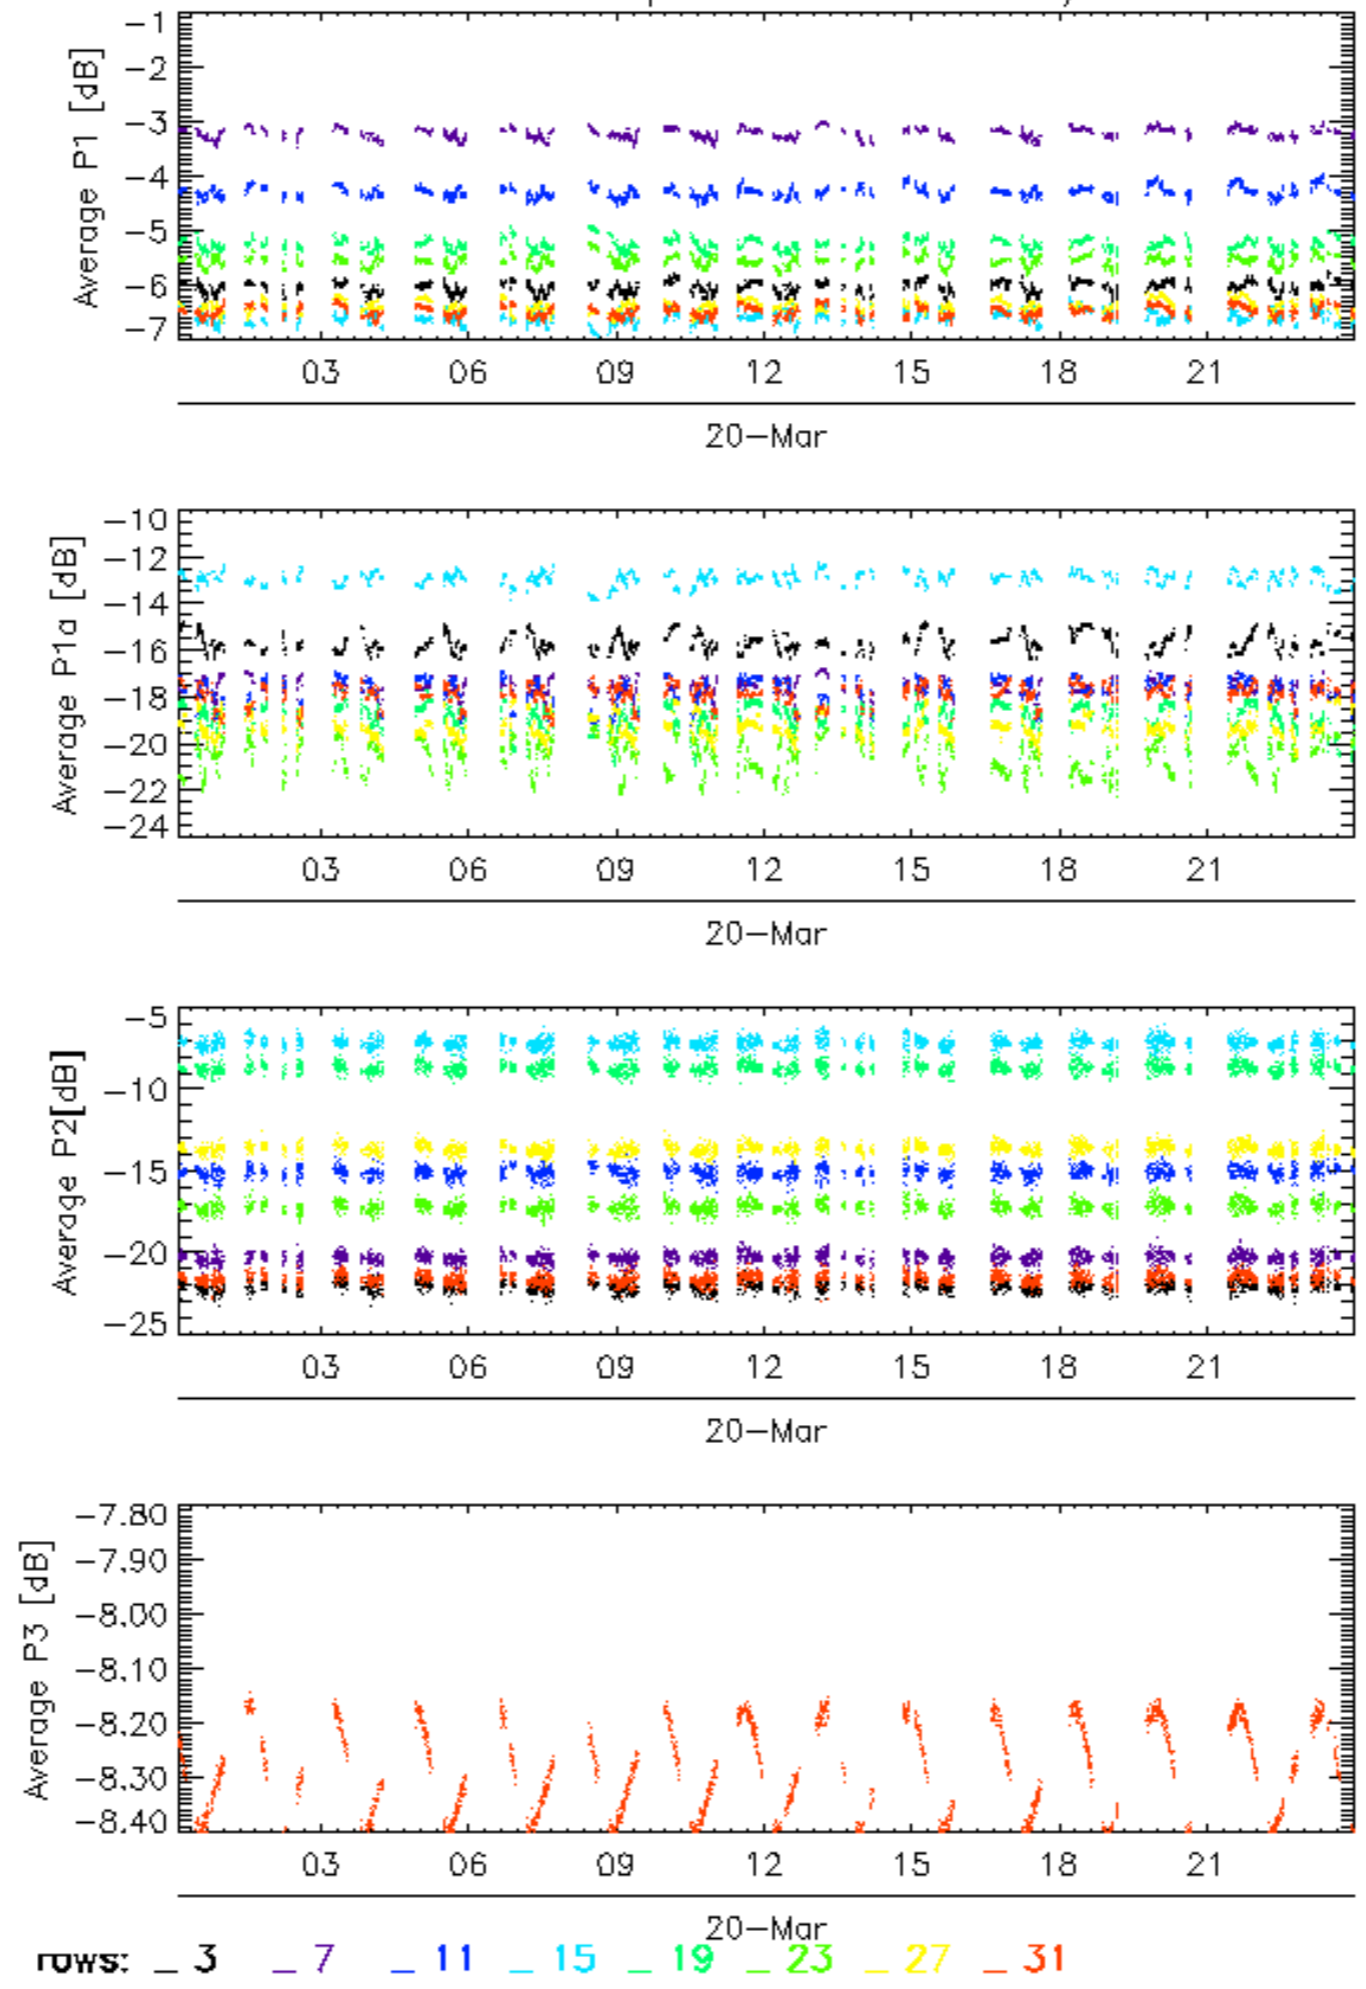 Average P1 [dB]
-1
-2
-3
-4
-5
-6
-7
03 06 09 12 15 18 21
20-Mar
Average P1a [dB]
-10
-12
-14
-16
-18
-20
-22
-24
03 06 09 12 15 18 21
20-Mar
Average P2[dB]
-5
-10
-15
-20
-25
03 06 09 12 15 18 21
20-Mar
Average P3 [dB]
-7.80
-7.90
-8.00
-8.10
-8.20
-8.30
-8.40
03 06 09 12 15 18 21
20-Mar
rows: _ 3 _ 7 _ 11 _ 15 _ 19 _ 23 _ 27 _ 31